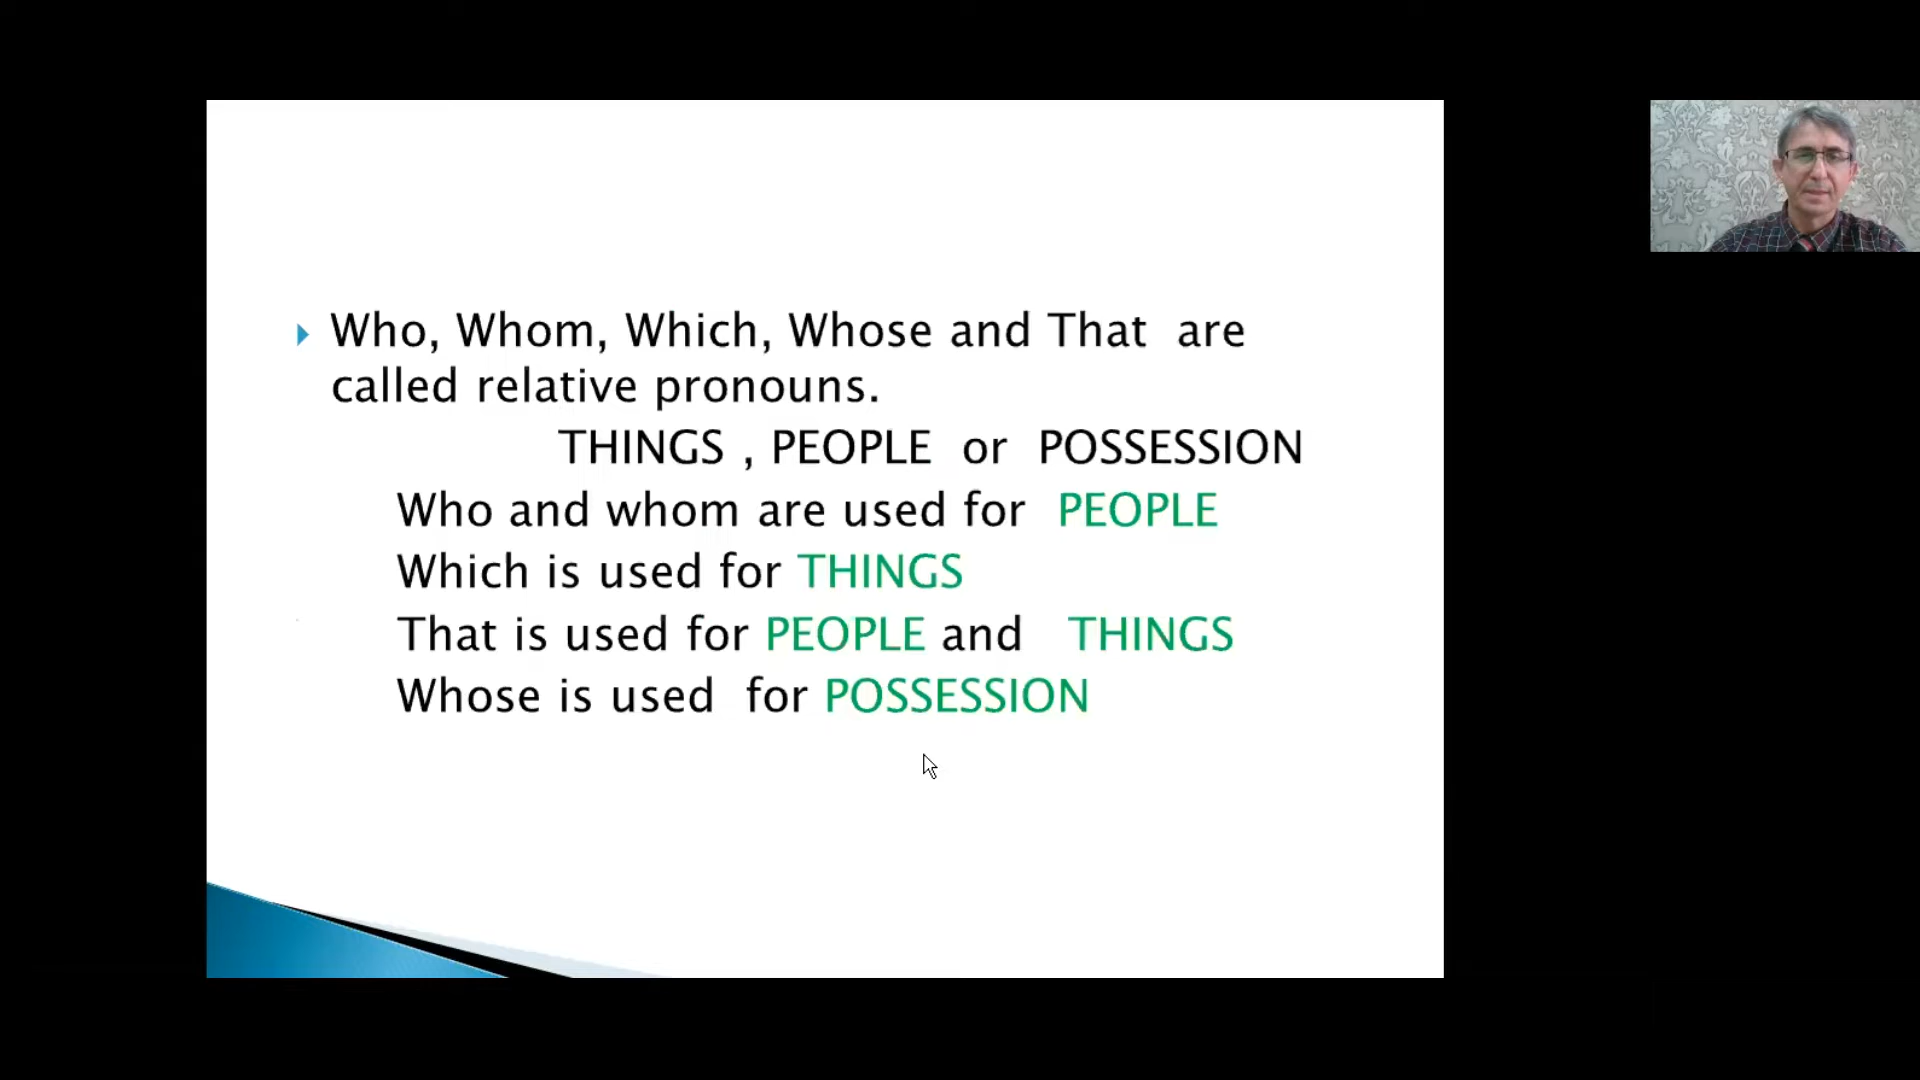 Who, Whom, Which, Whose and That are
called relative pronouns.
THINGS , PEOPLE or POSSESSION
Who and whom are used for PEOPLE
Which is used for THINGS
That is used for PEOPLE and THINGS
Whose is used for POSSESSION